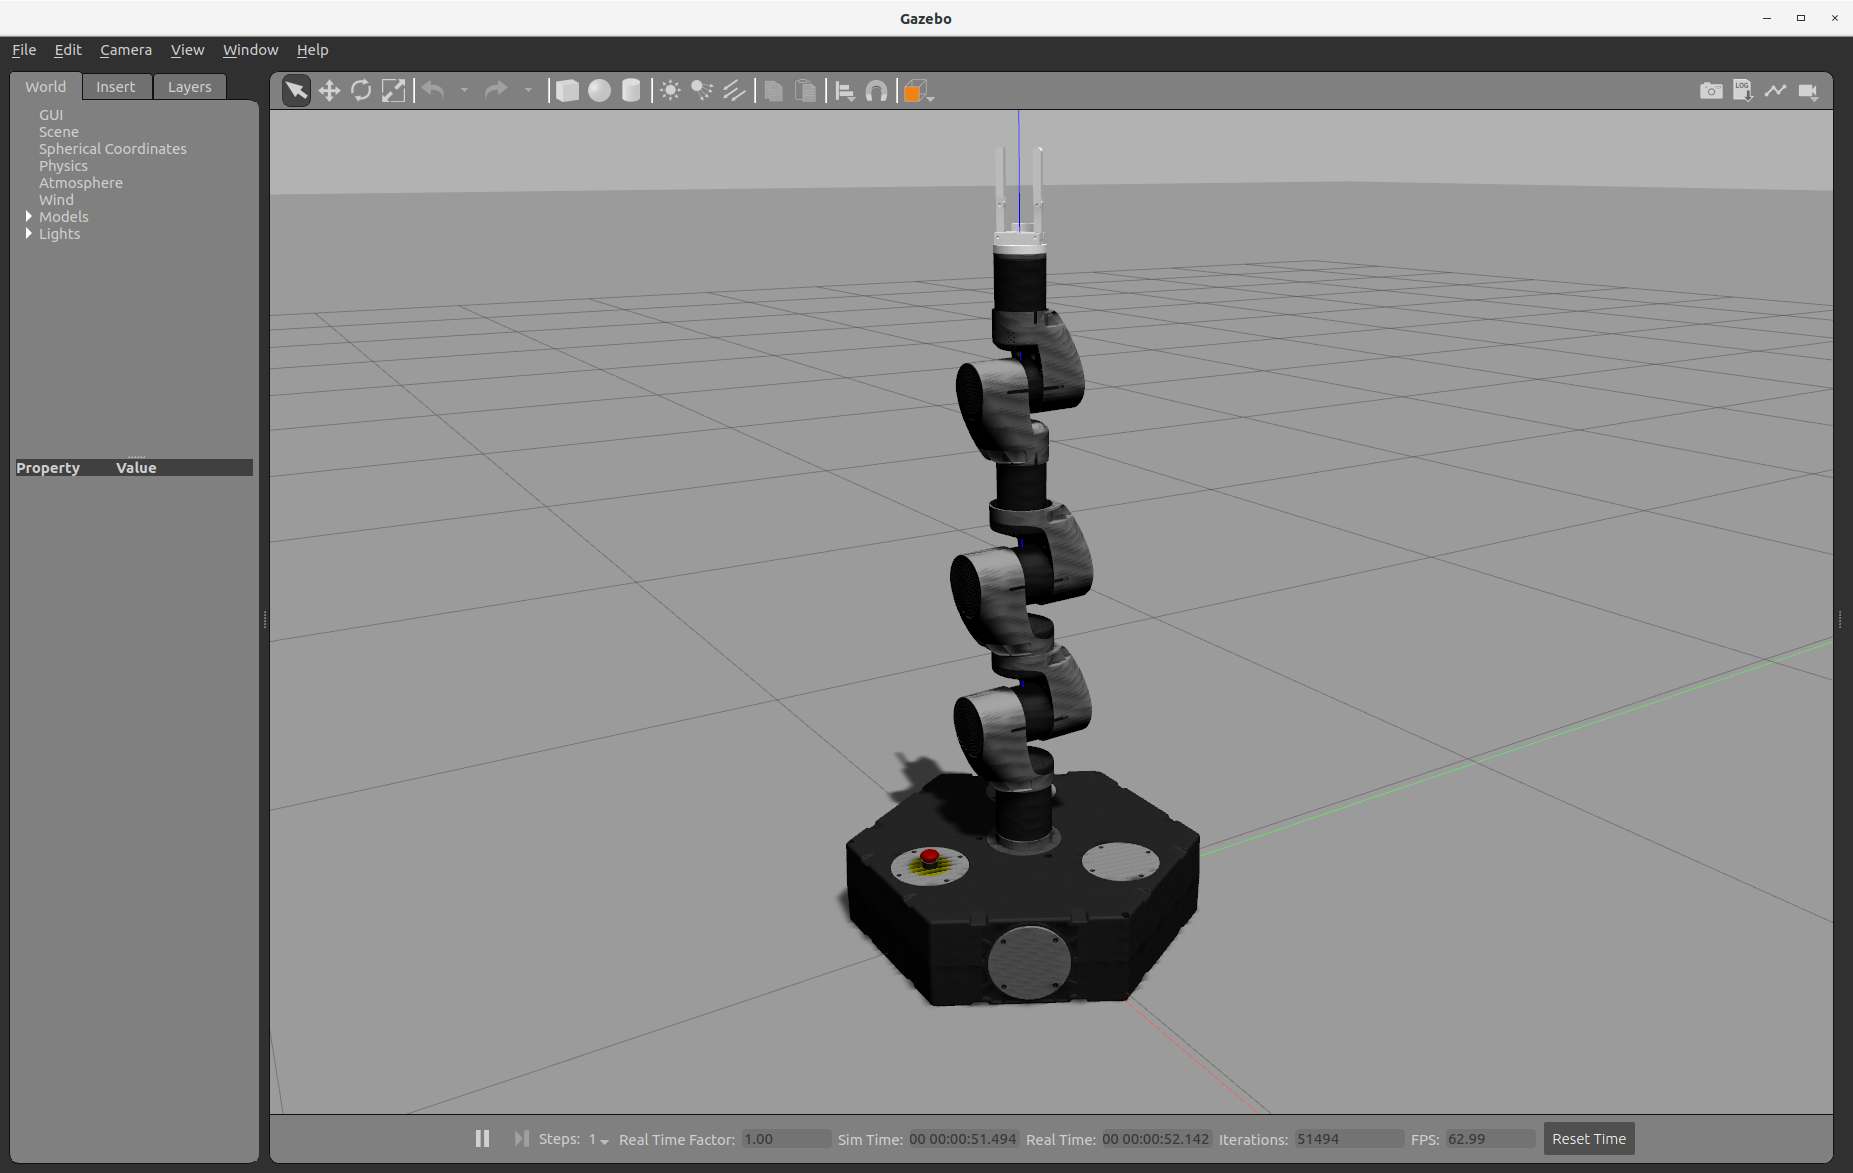 Gazebo
File Edit Camera View Window Help
World Insert Layers
GUI
Scene
Spherical Coordinates
Physics
Atmosphere
Wind
Models
Lights
Property Value
LOG
Steps: 1 Real Time Factor: 1.00 Sim Time: 00 00:00:51.494 Real Time: 00 00:00:52.142 Iterations: 51494 FPS: 62.99 Reset Time